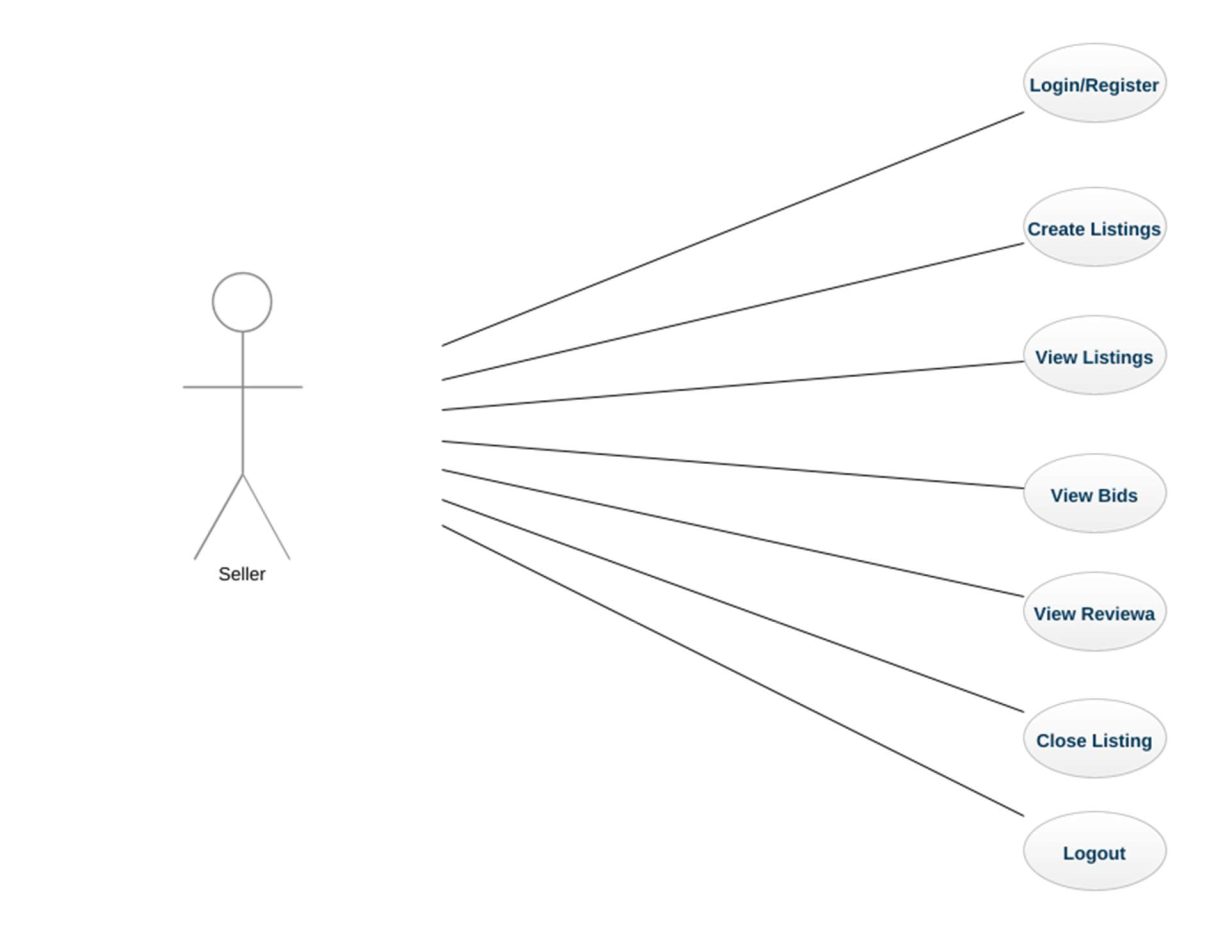 Login/Register
Create Listings
View Listings
View Bids
View Reviewa
Close Listing
Logout
Seller